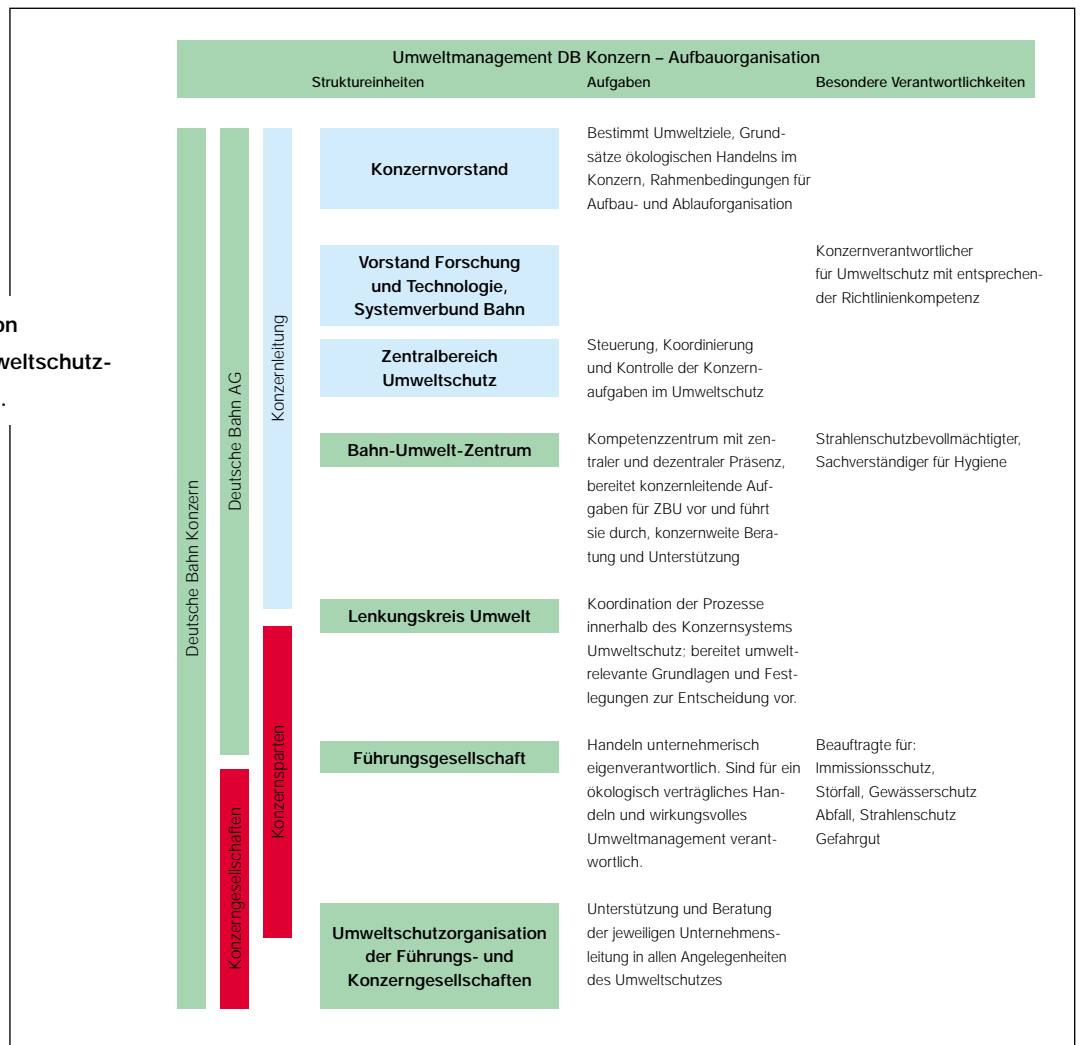 Umweltmanagement DB Konzern – Aufbauorganisation
Struktureinheiten
Aufgaben
Besondere Verantwortlichkeiten
Deutsche Bahn Konzern
Deutsche Bahn AG
Konzerngesellschaften
Konzernleitung
Konzernsparten
Konzernvorstand
Bestimmt Umweltziele, Grund-
sätze ökologischen Handelns im
Konzern, Rahmenbedingungen für
Aufbau- und Ablauforganisation
Vorstand Forschung
und Technologie,
Systemverbund Bahn
Konzernverantwortlicher
für Umweltschutz mit entsprechen-
der Richtlinienkompetenz
on
weltschutz-
.
Zentralbereich
Umweltschutz
Steuerung, Koordinierung
und Kontrolle der Konzern-
aufgaben im Umweltschutz
Bahn-Umwelt-Zentrum
Kompetenzzentrum mit zen-
traler und dezentraler Präsenz,
bereitet konzernleitende Auf-
gaben für ZBU vor und führt
sie durch, konzernweite Bera-
tung und Unterstützung
Strahlenschutzbevollmächtigter,
Sachverständiger für Hygiene
Lenkungskreis Umwelt
Koordination der Prozesse
innerhalb des Konzernsystems
Umweltschutz; bereitet umwelt-
relevante Grundlagen und Fest-
legungen zur Entscheidung vor.
Führungsgesellschaft
Handeln unternehmerisch
eigenverantwortlich. Sind für ein
ökologisch verträgliches Han-
deln und wirkungsvolles
Umweltmanagement verant-
wortlich.
Beauftragte für:
Immissionsschutz,
Störfall, Gewässerschutz
Abfall, Strahlenschutz
Gefahrgut
Umweltschutzorganisation
der Führungs- und
Konzerngesellschaften
Unterstützung und Beratung
der jeweiligen Unternehmens-
leitung in allen Angelegenheiten
des Umweltschutzes